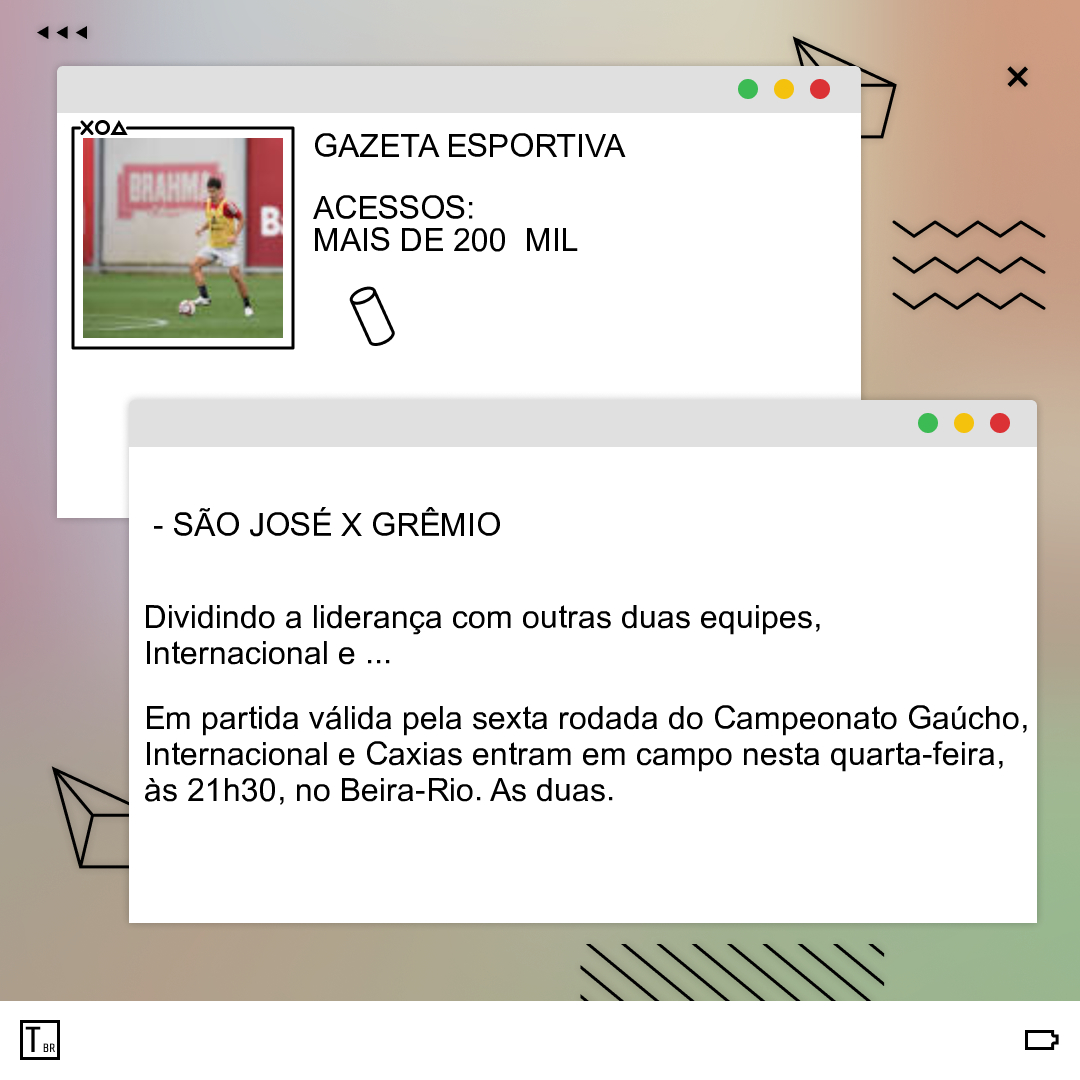 XO△
BRAHMA
GAZETA ESPORTIVA
ACESSOS:
MAIS DE 200 MIL
- SÃO JOSÉ X GRÊMIO
Dividindo a liderança com outras duas equipes,
Internacional e ...
Em partida válida pela sexta rodada do Campeonato Gaúcho,
Internacional e Caxias entram em campo nesta quarta-feira,
às 21h30, no Beira-Rio. As duas.
T BR